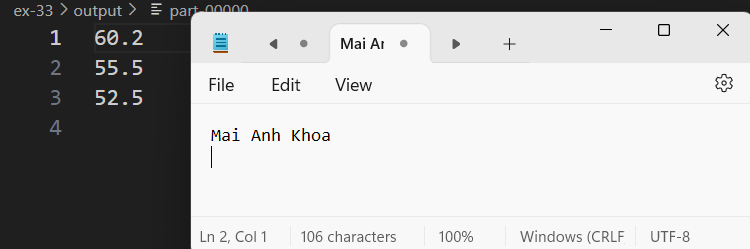 ex-33 > output > part-00000
1 60.2
2 55.5
3 52.5
4
Mai An
File Edit View
Mai Anh Khoa
Ln 2, Col 1 106 characters 100% Windows (CRLF UTF-8